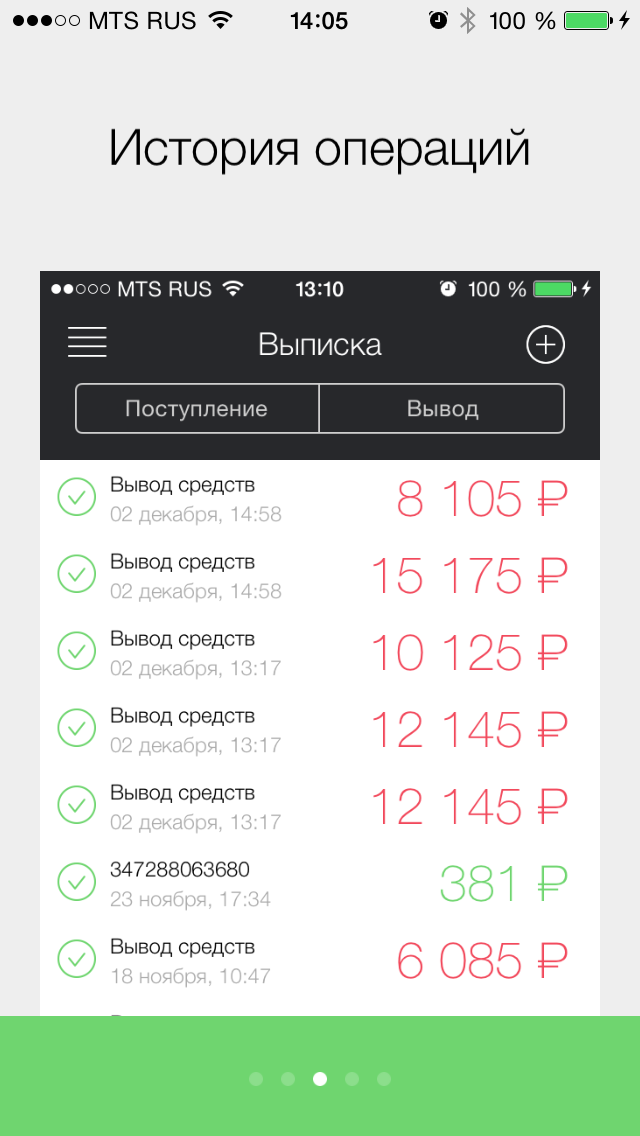 MTS RUS 14:05 100 %
История операций
MTS RUS 13:10 100 %
Выписка
Поступление Вывод
Вывод средств 8 105 ₽
02 декабря, 14:58
Вывод средств 15 175 ₽
02 декабря, 14:58
Вывод средств 10 125 ₽
02 декабря, 13:17
Вывод средств 12 145 ₽
02 декабря, 13:17
Вывод средств 12 145 ₽
02 декабря, 13:17
347288063680 381 ₽
23 ноября, 17:34
Вывод средств 6 085 ₽
18 ноября, 10:47